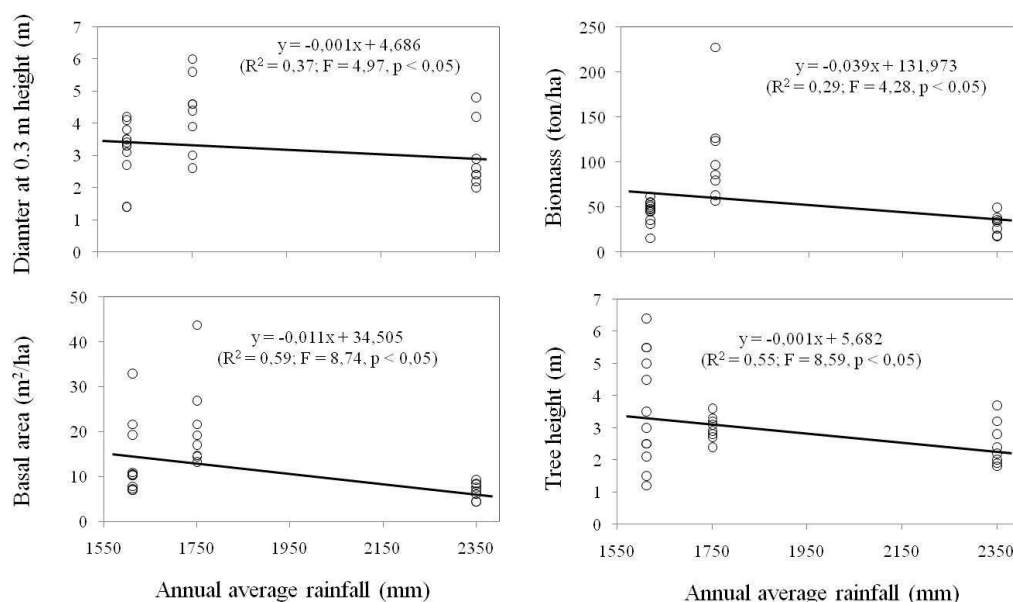 Diamter at 0.3 m height (m)
7
6
5
4
3
2
1
0
y = -0,001x + 4,686
(R² = 0,37; F = 4,97, p < 0,05)
Biomass (ton/ha)
250
200
150
100
50
0
y = -0,039x + 131,973
(R² = 0,29; F = 4,28, p < 0,05)
Basal area (m²/ha)
50
40
30
20
10
0
y = -0,011x + 34,505
(R² = 0,59; F = 8,74, p < 0,05)
1550 1750 1950 2150 2350
Annual average rainfall (mm)
Tree height (m)
7
6
5
4
3
2
1
0
y = -0,001x + 5,682
(R² = 0,55; F = 8,59, p < 0,05)
1550 1750 1950 2150 2350
Annual average rainfall (mm)